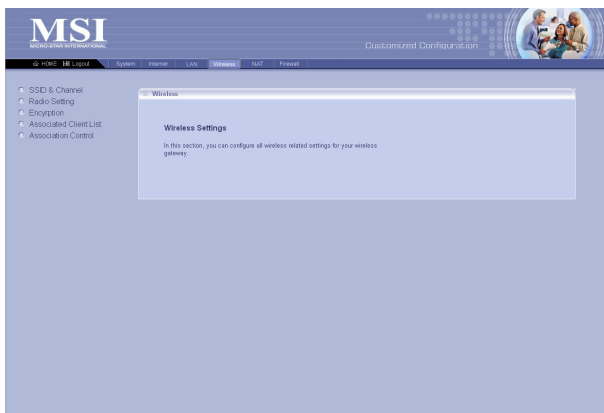 MSI
MICRO-STAR INTERNATIONAL
Customized Configuration
HOME Logout System Internet LAN Wireless NAT Firewall
SSID & Channel
Radio Setting
Encyrption
Associated Client List
Association Control
Wireless
Wireless Settings
In this section, you can configure all wireless related settings for your wireless
gateway.